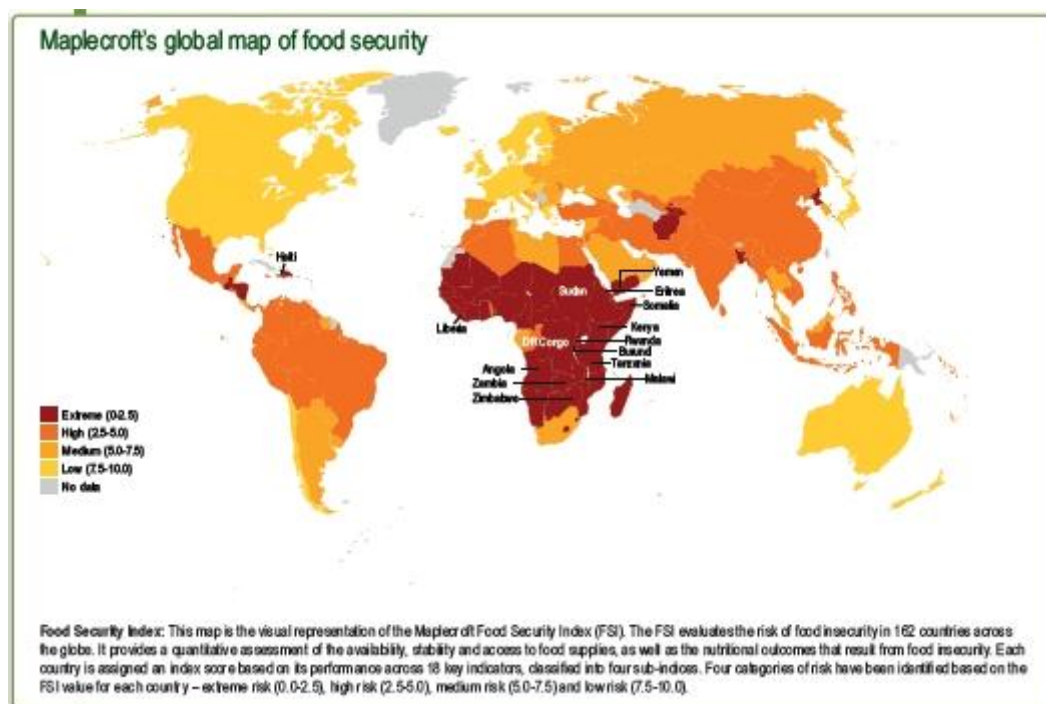 Maplecroft's global map of food security
Haiti
Yemen
Sudan
Eritrea
Somalia
Liberia
Kenya
DR Congo
Rwanda
Burundi
Angola
Tanzania
Zambia
Malawi
Zimbabwe
Extreme (0-2.5)
High (2.5-5.0)
Medium (5.0-7.5)
Low (7.5-10.0)
No data
Food Security Index: This map is the visual representation of the Maplecroft Food Security Index (FSI). The FSI evaluates the risk of food insecurity in 162 countries across
the globe. It provides a quantitative assessment of the availability, stability and access to food supplies, as well as the nutritional outcomes that result from food insecurity. Each
country is assigned an index score based on its performance across 18 key indicators, classified into four sub-indices. Four categories of risk have been identified based on the
FSI value for each country – extreme risk (0.0-2.5), high risk (2.5-5.0), medium risk (5.0-7.5) and low risk (7.5-10.0).